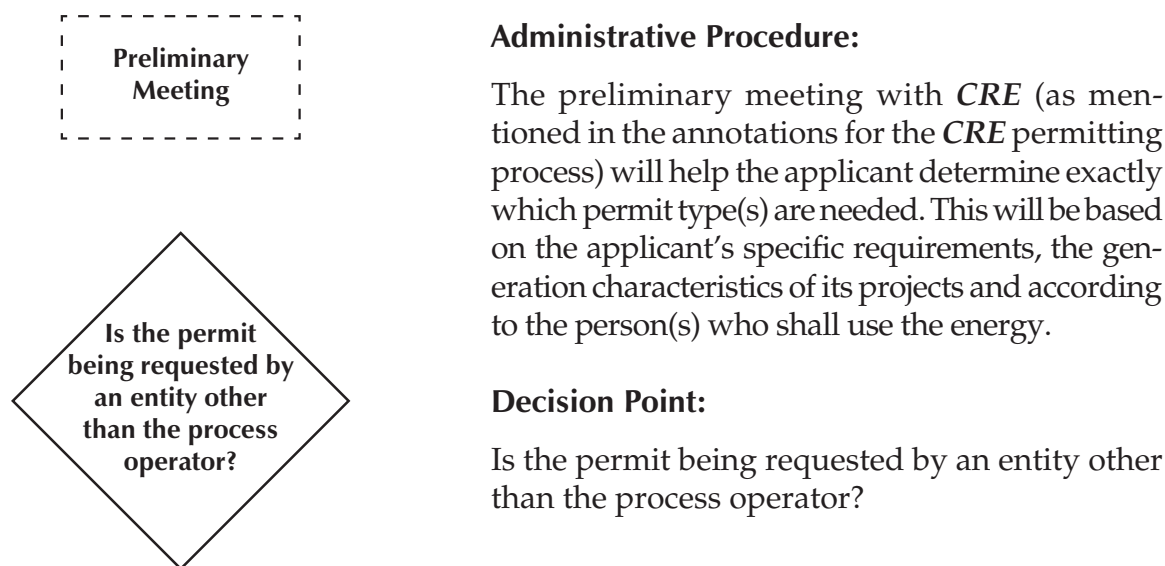 Preliminary
Meeting
Administrative Procedure:
The preliminary meeting with CRE (as men-
tioned in the annotations for the CRE permitting
process) will help the applicant determine exactly
which permit type(s) are needed. This will be based
on the applicant's specific requirements, the gen-
eration characteristics of its projects and according
to the person(s) who shall use the energy.
Is the permit
being requested by
an entity other
than the process
operator?
Decision Point:
Is the permit being requested by an entity other
than the process operator?